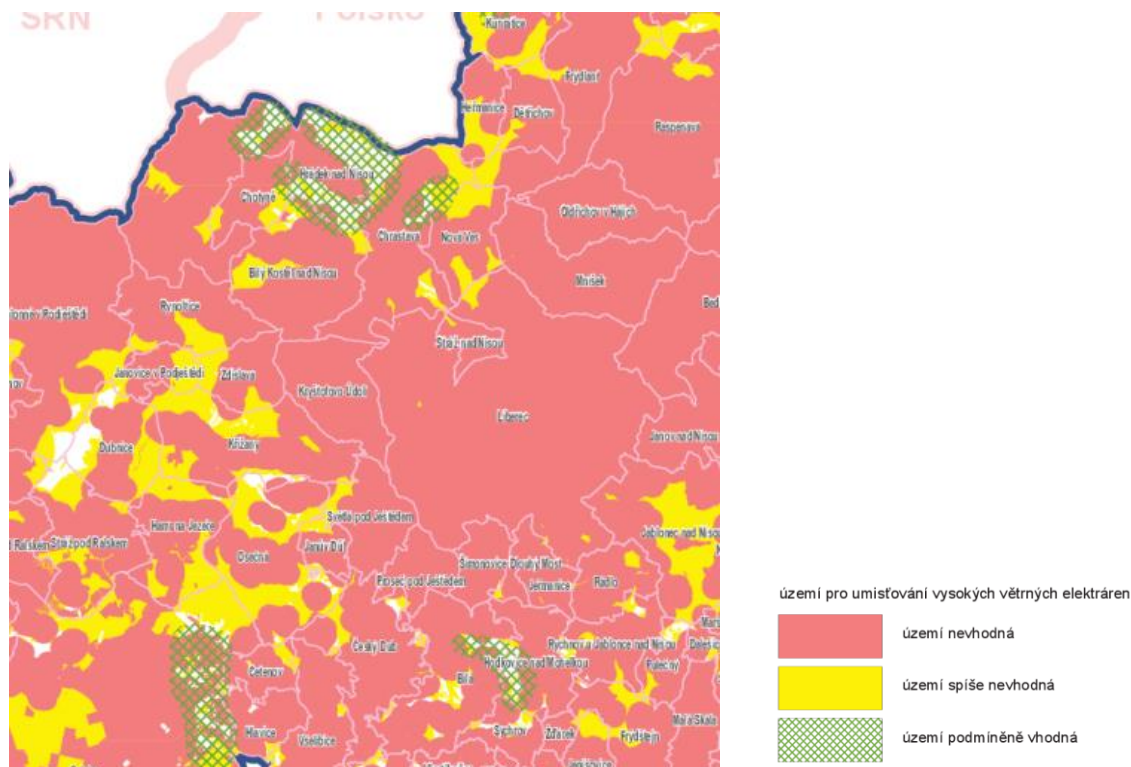 SRN
Polsko
Kunratice
Frýdlant
Heřmanice
Dětřichov
Raspenava
Hrádek nad Nisou
Chotyně
Oldřichov v Hájích
Chrastava
Nová Ves
Bílý Kostel nad Nisou
Mníšek
Rynoltice
Bed
Stráž nad Nisou
Janovice v Podještědí
Zdislava
Kryštofovo Údolí
Liberec
Janov nad Nisou
Dubnice
Křižany
Světlá pod Ještědem
Hamr na Jezeře
Jablonec nad Nisou
Stráž pod Ralskem
Osečná
Janův Důl
Šimonovice
Dlouhý Most
Proseč pod Ještědem
Jeřmanice
Rádlo
území pro umisťování vysokých větrných elektráren
území nevhodná
Český Dub
Rychnov u Jablonce nad Nisou
Hodkovice nad Mohelkou
Pulečný
Cetenov
Bílá
území spíše nevhodná
Malá Skála
Hlavice
Všelibice
Sychrov
Žďárek
Frýdštejn
území podmíněně vhodná